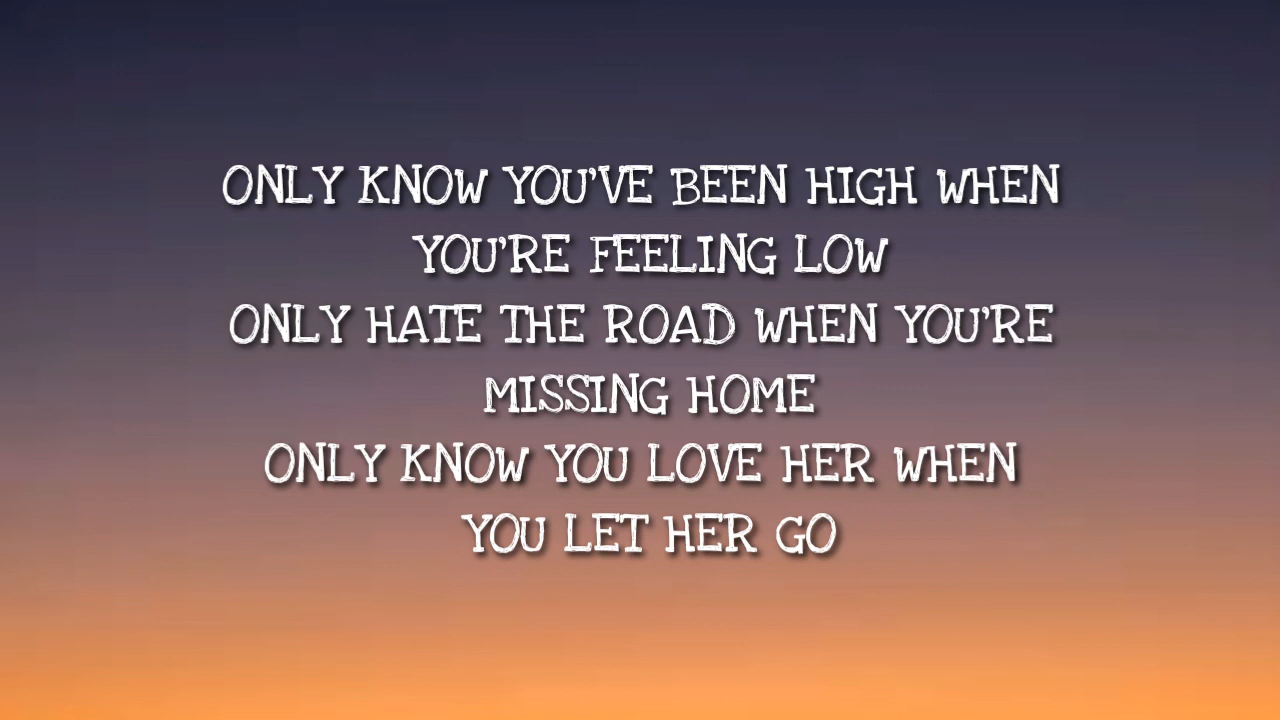 ONLY KNOW YOU'VE BEEN HIGH WHEN
YOU'RE FEELING LOW
ONLY HATE THE ROAD WHEN YOU'RE
MISSING HOME
ONLY KNOW YOU LOVE HER WHEN
YOU LET HER GO